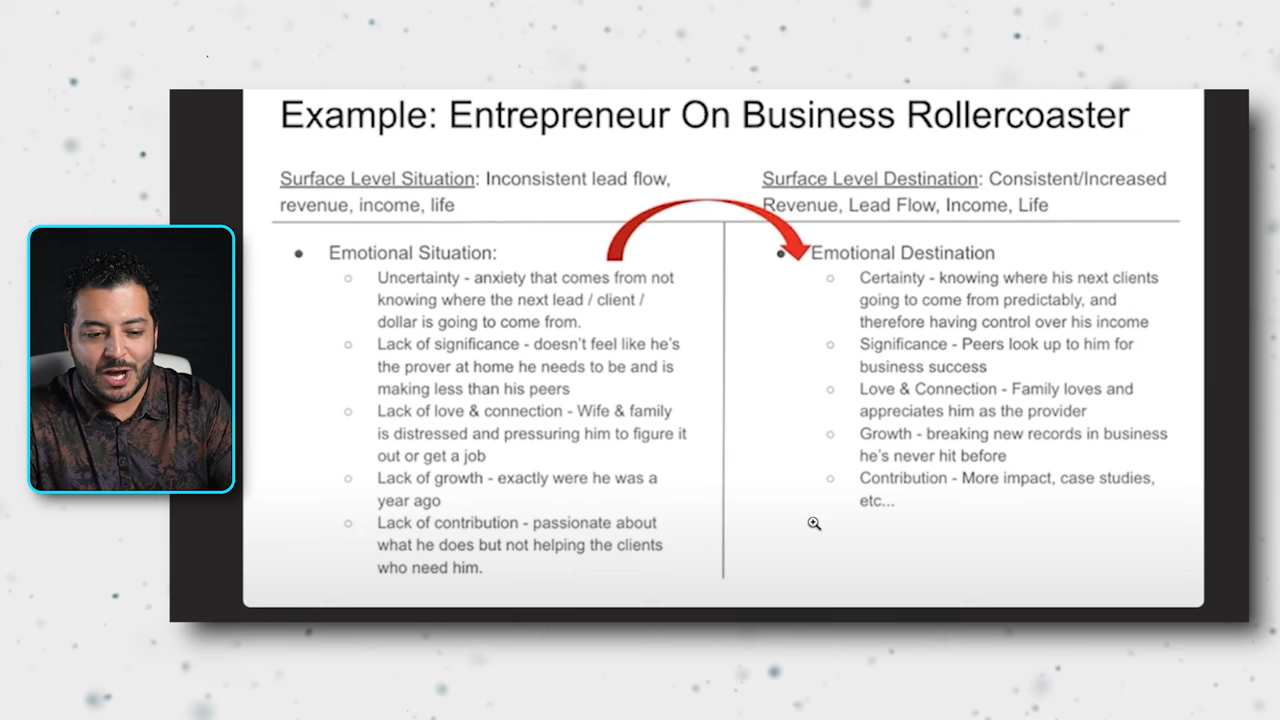 Example: Entrepreneur On Business Rollercoaster
Surface Level Situation: Inconsistent lead flow,
revenue, income, life
Emotional Situation:
Uncertainty - anxiety that comes from not
knowing where the next lead / client /
dollar is going to come from.
Lack of significance - doesn't feel like he's
the prover at home he needs to be and is
making less than his peers
Lack of love & connection - Wife & family
is distressed and pressuring him to figure it
out or get a job
Lack of growth - exactly were he was a
year ago
Lack of contribution - passionate about
what he does but not helping the clients
who need him.
Surface Level Destination: Consistent/Increased
Revenue, Lead Flow, Income, Life
Emotional Destination
Certainty - knowing where his next clients
going to come from predictably, and
therefore having control over his income
Significance - Peers look up to him for
business success
Love & Connection - Family loves and
appreciates him as the provider
Growth - breaking new records in business
he's never hit before
Contribution - More impact, case studies,
etc...